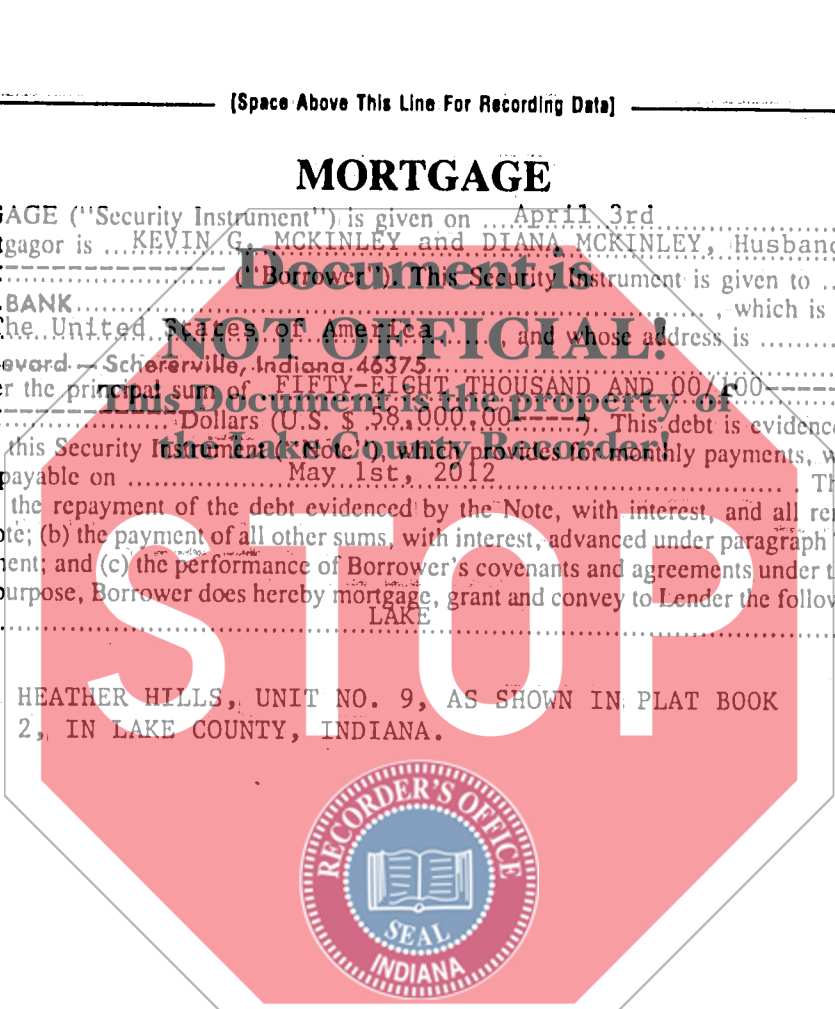 [Space Above This Line For Recording Data]
MORTGAGE
GAGE ("Security Instrument") is given on ... April 3rd
tgagor is ... KEVIN G. MCKINLEY and DIANA MCKINLEY, Husband
Document is
("Borrower"). This Security Instrument is given to ...
BANK , which is
the United States of America , and whose address is
NOT OFFICIAL!
evard — Schererville, Indiana 46375
r the principal sum of FIFTY-EIGHT THOUSAND AND 00/100
This Document is the property of
Dollars (U.S. $ 58,000.00----). This debt is evidenc
the Lake County Recorder!
this Security Instrument ("Note"), which provides for monthly payments, w
payable on ... May 1st, 2012 . Th
the repayment of the debt evidenced by the Note, with interest, and all re
te; (b) the payment of all other sums, with interest, advanced under paragraph
ent; and (c) the performance of Borrower's covenants and agreements under t
urpose, Borrower does hereby mortgage, grant and convey to Lender the follov
LAKE
STOP
HEATHER HILLS, UNIT NO. 9, AS SHOWN IN PLAT BOOK
2, IN LAKE COUNTY, INDIANA.
RECORDER'S OFFICE
SEAL
INDIANA